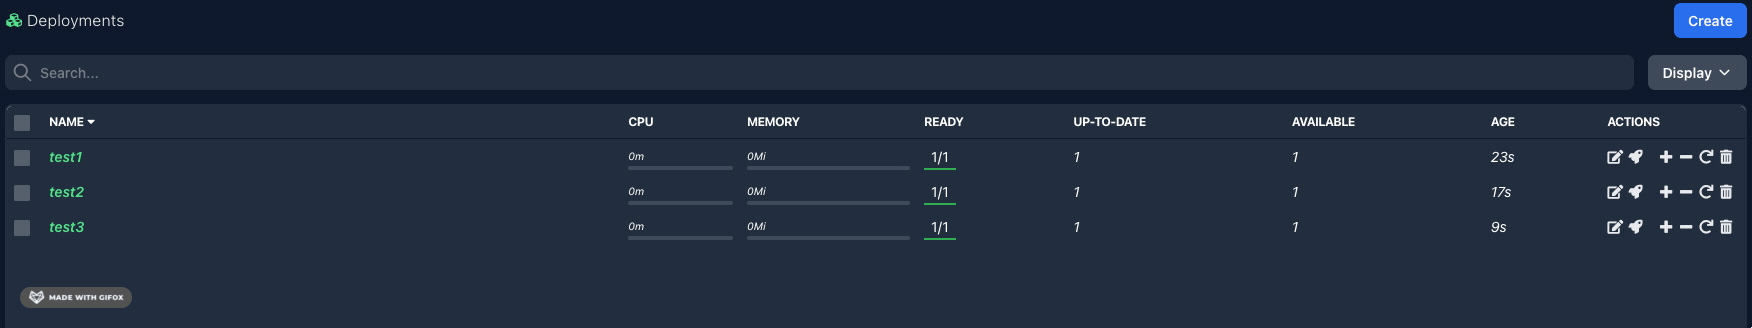 Deployments
Create
Search...
Display
NAME CPU MEMORY READY UP-TO-DATE AVAILABLE AGE ACTIONS
test1 0m 0Mi 1/1 1 1 23s
test2 0m 0Mi 1/1 1 1 17s
test3 0m 0Mi 1/1 1 1 9s
MADE WITH GIFOX